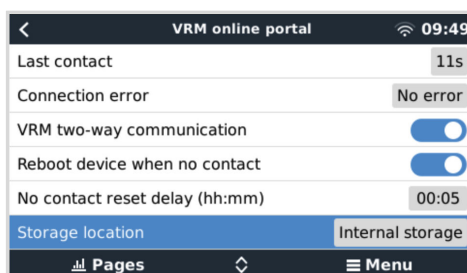 VRM online portal 09:49
Last contact 11s
Connection error No error
VRM two-way communication
Reboot device when no contact
No contact reset delay (hh:mm) 00:05
Storage location Internal storage
Pages Menu